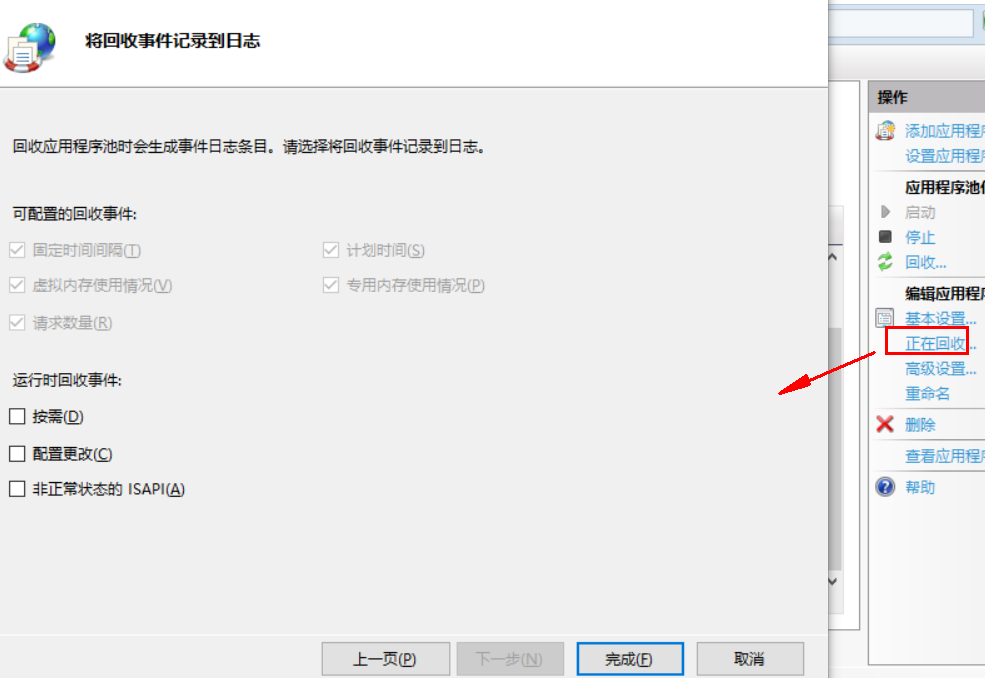 将回收事件记录到日志
回收应用程序池时会生成事件日志条目。请选择将回收事件记录到日志。
可配置的回收事件:
固定时间间隔(T)
计划时间(S)
虚拟内存使用情况(V)
专用内存使用情况(P)
请求数量(R)
运行时回收事件:
按需(D)
配置更改(C)
非正常状态的 ISAPI(A)
上一页(P)
下一步(N)
完成(F)
取消
操作
添加应用程序
设置应用程序
应用程序池
启动
停止
回收...
编辑应用程序
基本设置...
正在回收...
高级设置...
重命名
删除
查看应用程序
帮助